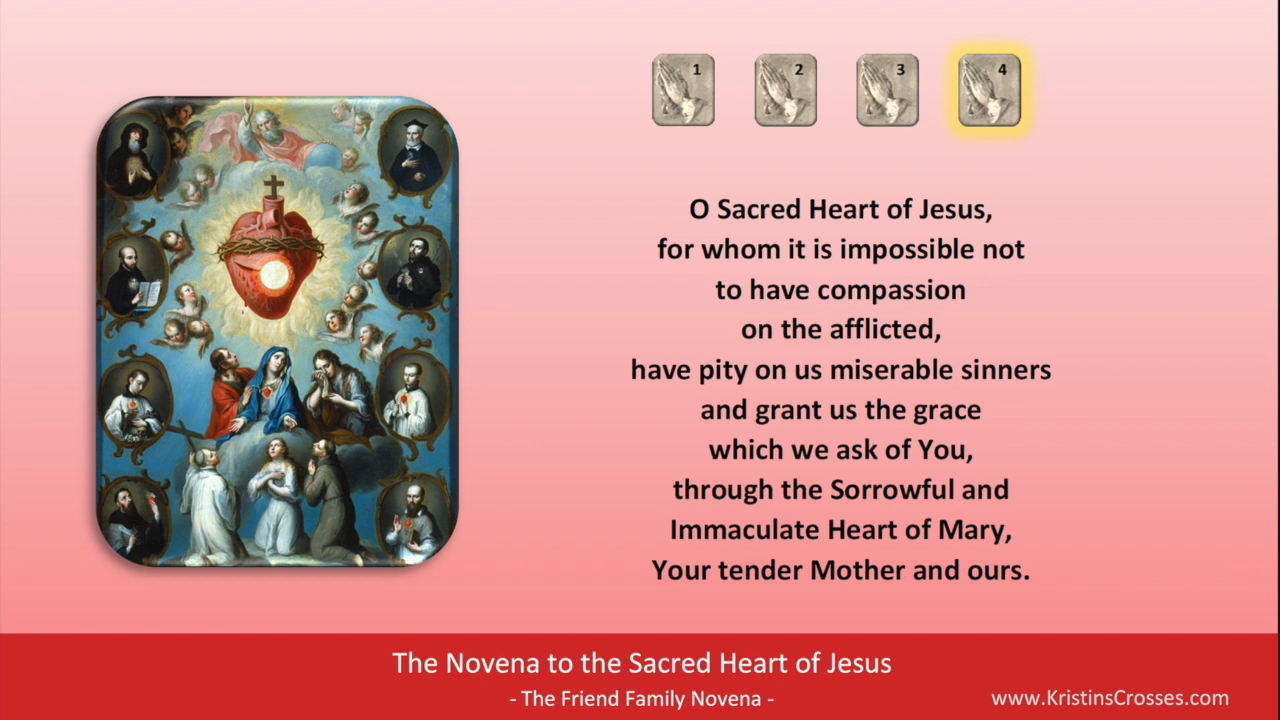 1
2
3
4
O Sacred Heart of Jesus,
for whom it is impossible not
to have compassion
on the afflicted,
have pity on us miserable sinners
and grant us the grace
which we ask of You,
through the Sorrowful and
Immaculate Heart of Mary,
Your tender Mother and ours.
The Novena to the Sacred Heart of Jesus
- The Friend Family Novena -
www.KristinsCrosses.com